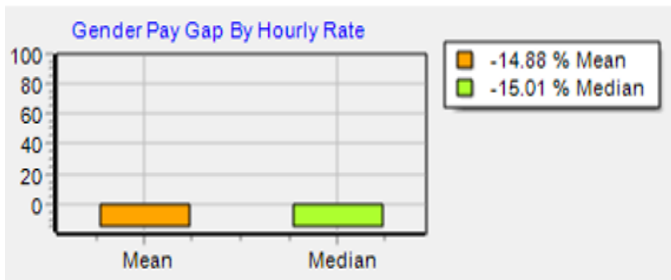 Gender Pay Gap By Hourly Rate
-14.88 % Mean
-15.01 % Median
100
80
60
40
20
0
Mean Median